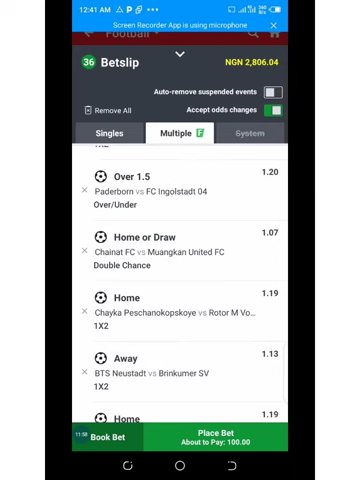 12:41 AM
Screen Recorder App is using microphone
Football
36 Betslip
NGN 2,806.04
Auto-remove suspended events
Remove All
Accept odds changes
Singles
Multiple F
System
1X2
Over 1.5
1.20
Paderborn vs FC Ingolstadt 04
Over/Under
Home or Draw
1.07
Chainat FC vs Muangkan United FC
Double Chance
Home
1.19
Chayka Peschanokopskoye vs Rotor M Vo...
1X2
Away
1.13
BTS Neustadt vs Brinkumer SV
1X2
Home
1.19
Book Bet
Place Bet
About to Pay: 100.00